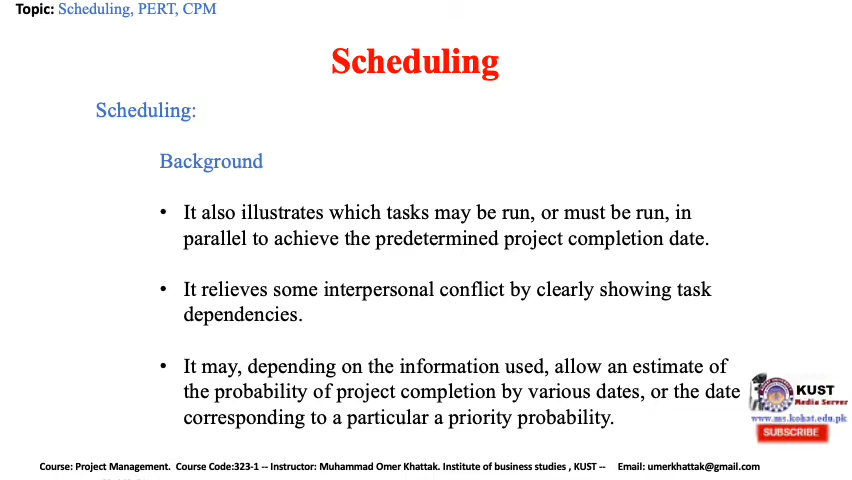 Topic: Scheduling, PERT, CPM
Scheduling
Scheduling:
Background
• It also illustrates which tasks may be run, or must be run, in
parallel to achieve the predetermined project completion date.
• It relieves some interpersonal conflict by clearly showing task
dependencies.
• It may, depending on the information used, allow an estimate of
the probability of project completion by various dates, or the date
corresponding to a particular a priority probability.
KUST
Media Server
www.ms.kohat.edu.pk
SUBSCRIBE
Course: Project Management. Course Code:323-1 -- Instructor: Muhammad Omer Khattak. Institute of business studies , KUST -- Email: umerkhattak@gmail.com